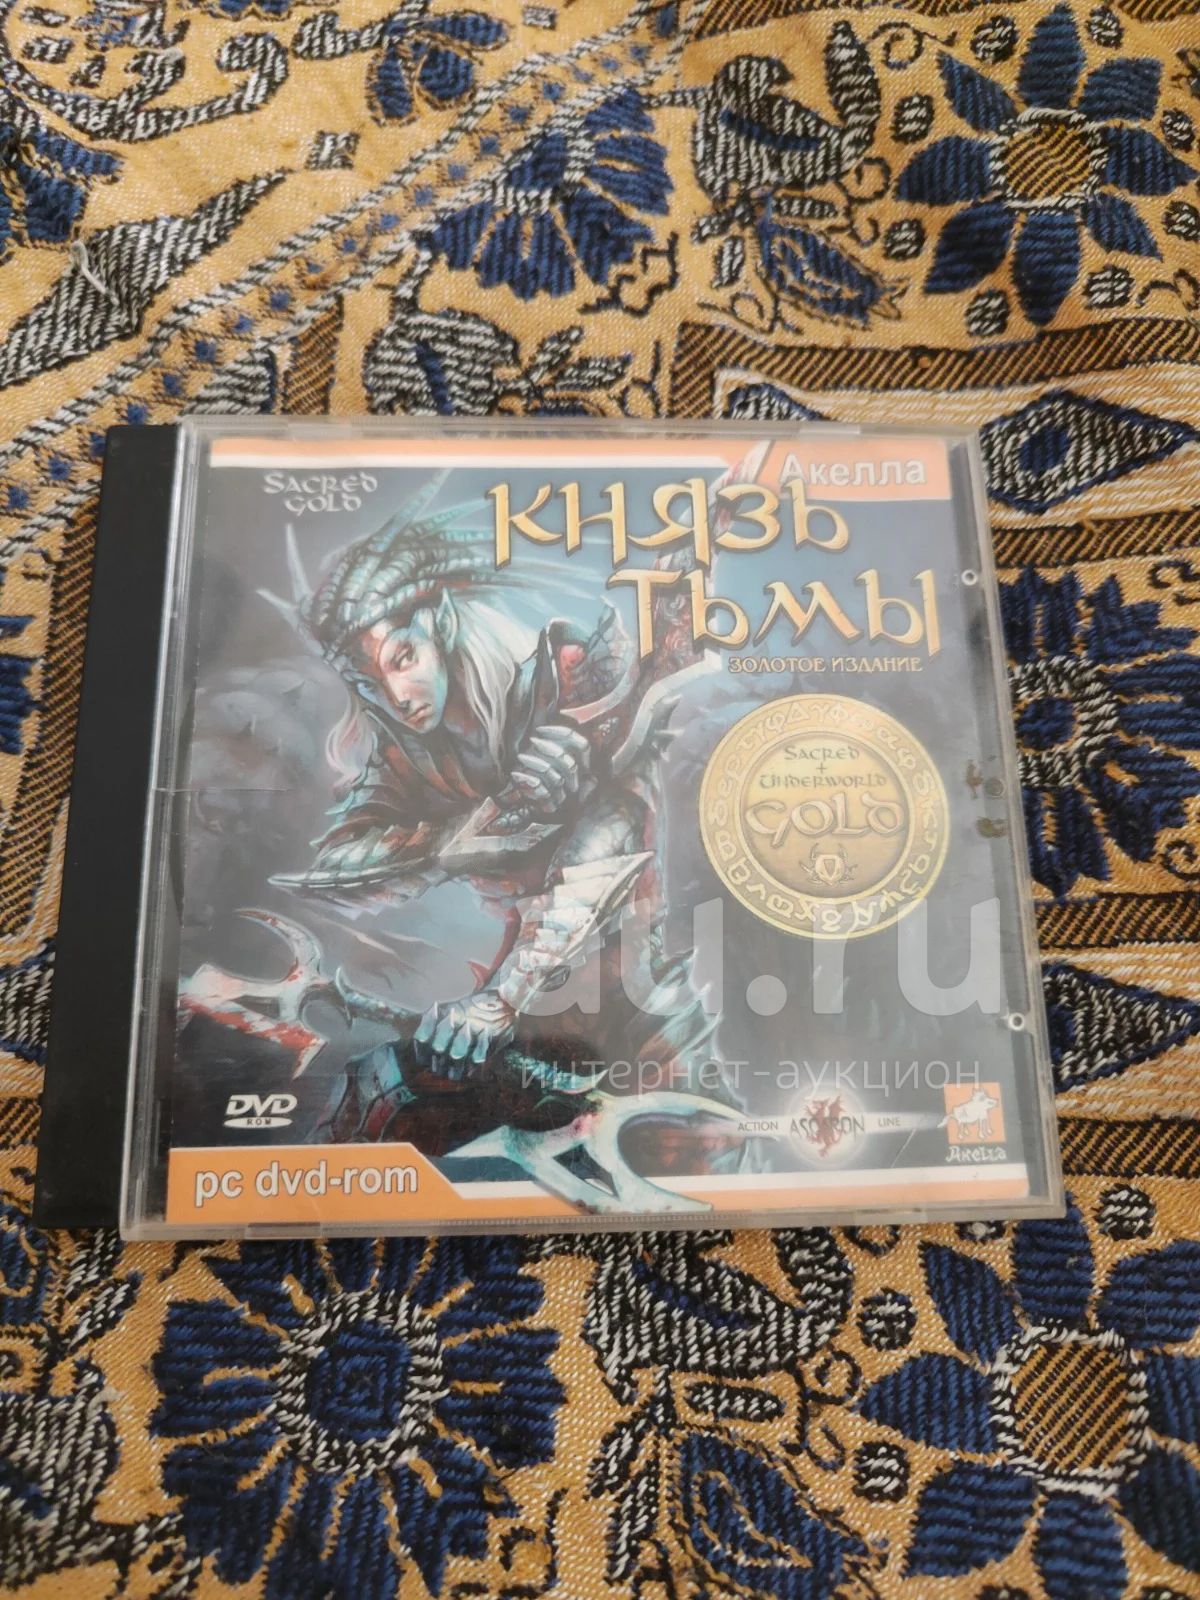 Акелла
SACRED
GOLD
КНЯЗЬ
ТЬМЫ
ЗОЛОТОЕ ИЗДАНИЕ
SACRED
+
UNDERWORLD
GOLD
au.ru
интернет-аукцион
DVD
ROM
ACTION ASCARON LINE
Акелла
pc dvd-rom